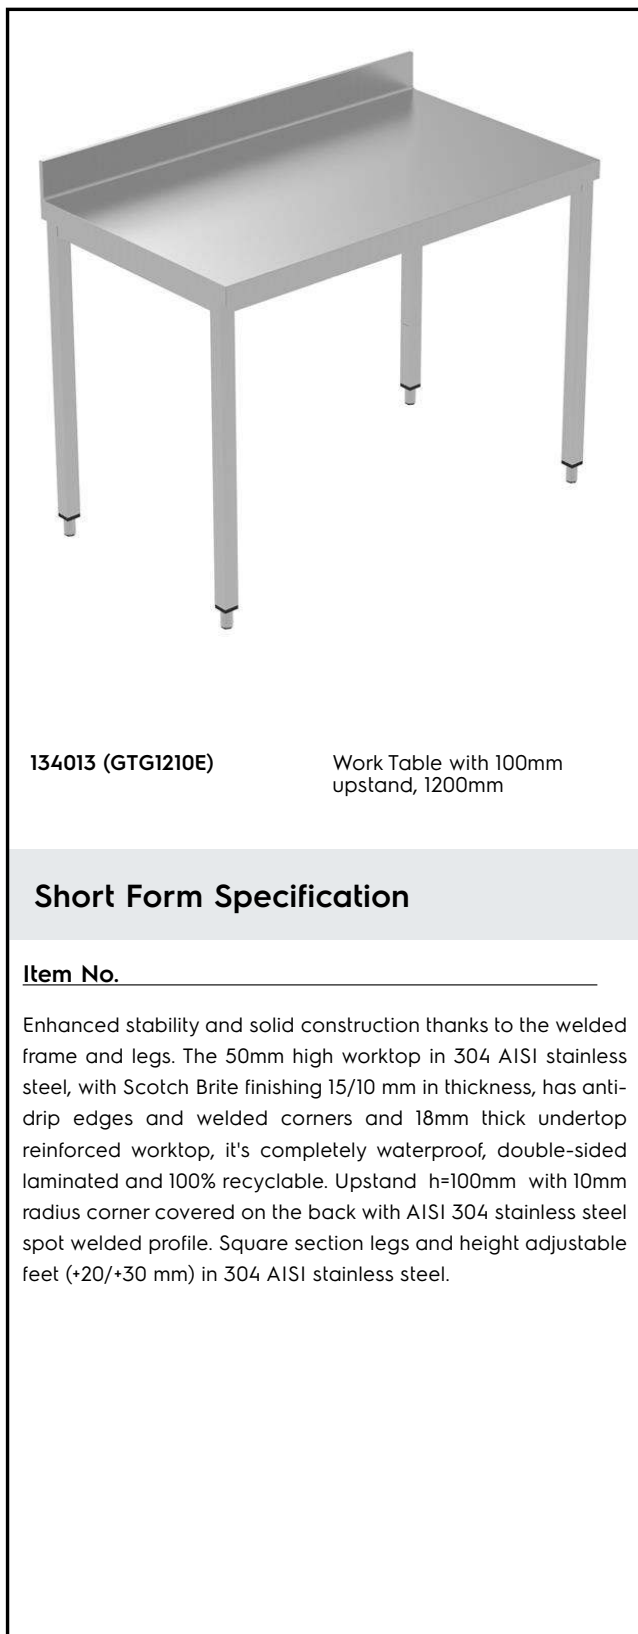 134013 (GTG1210E)
Work Table with 100mm
upstand, 1200mm
Short Form Specification
Item No.
Enhanced stability and solid construction thanks to the welded
frame and legs. The 50mm high worktop in 304 AISI stainless
steel, with Scotch Brite finishing 15/10 mm in thickness, has anti-
drip edges and welded corners and 18mm thick undertop
reinforced worktop, it's completely waterproof, double-sided
laminated and 100% recyclable. Upstand h=100mm with 10mm
radius corner covered on the back with AISI 304 stainless steel
spot welded profile. Square section legs and height adjustable
feet (+20/+30 mm) in 304 AISI stainless steel.